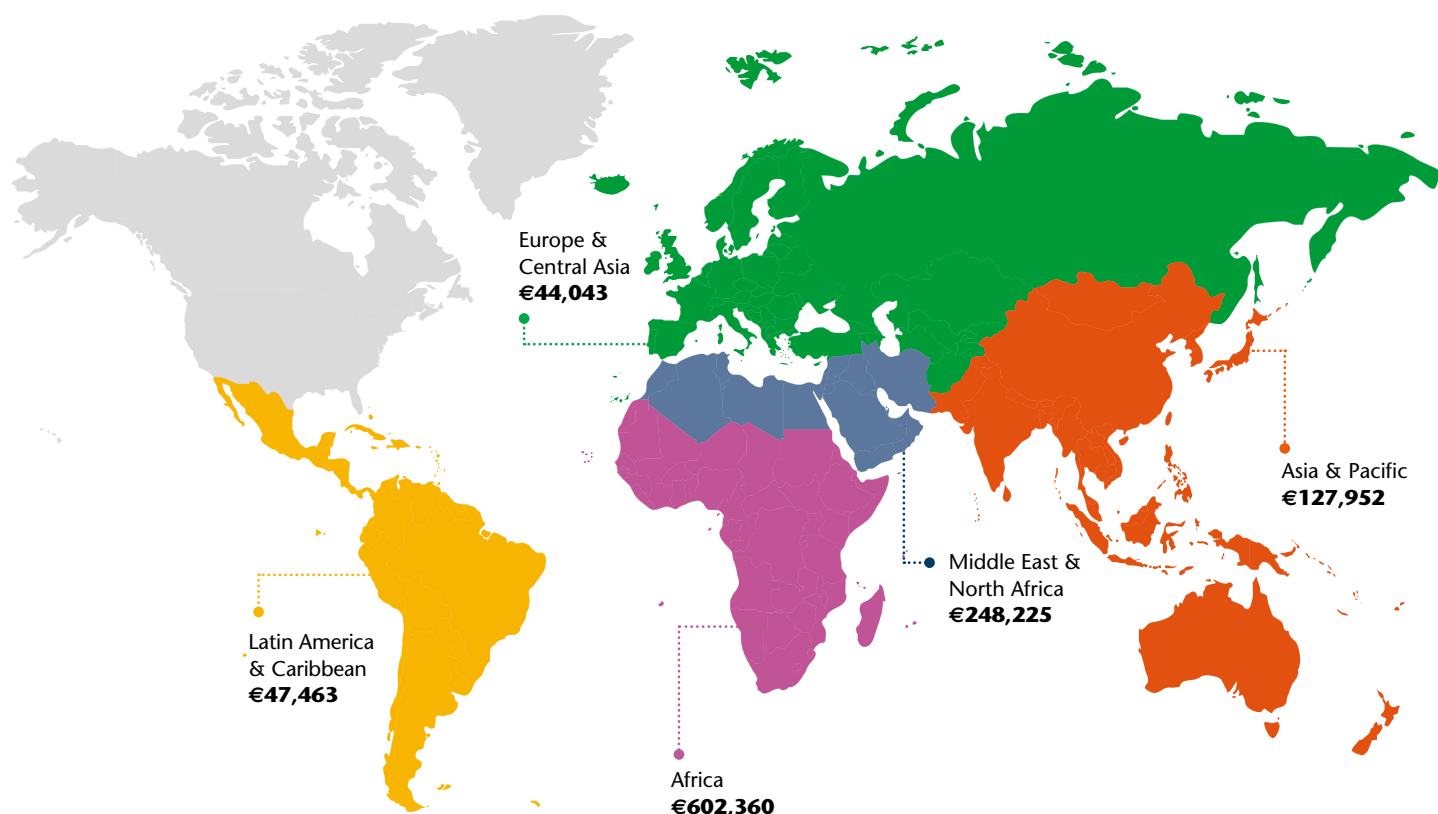 Europe &
Central Asia
€44,043
Asia & Pacific
€127,952
Middle East &
North Africa
€248,225
Latin America
& Caribbean
€47,463
Africa
€602,360